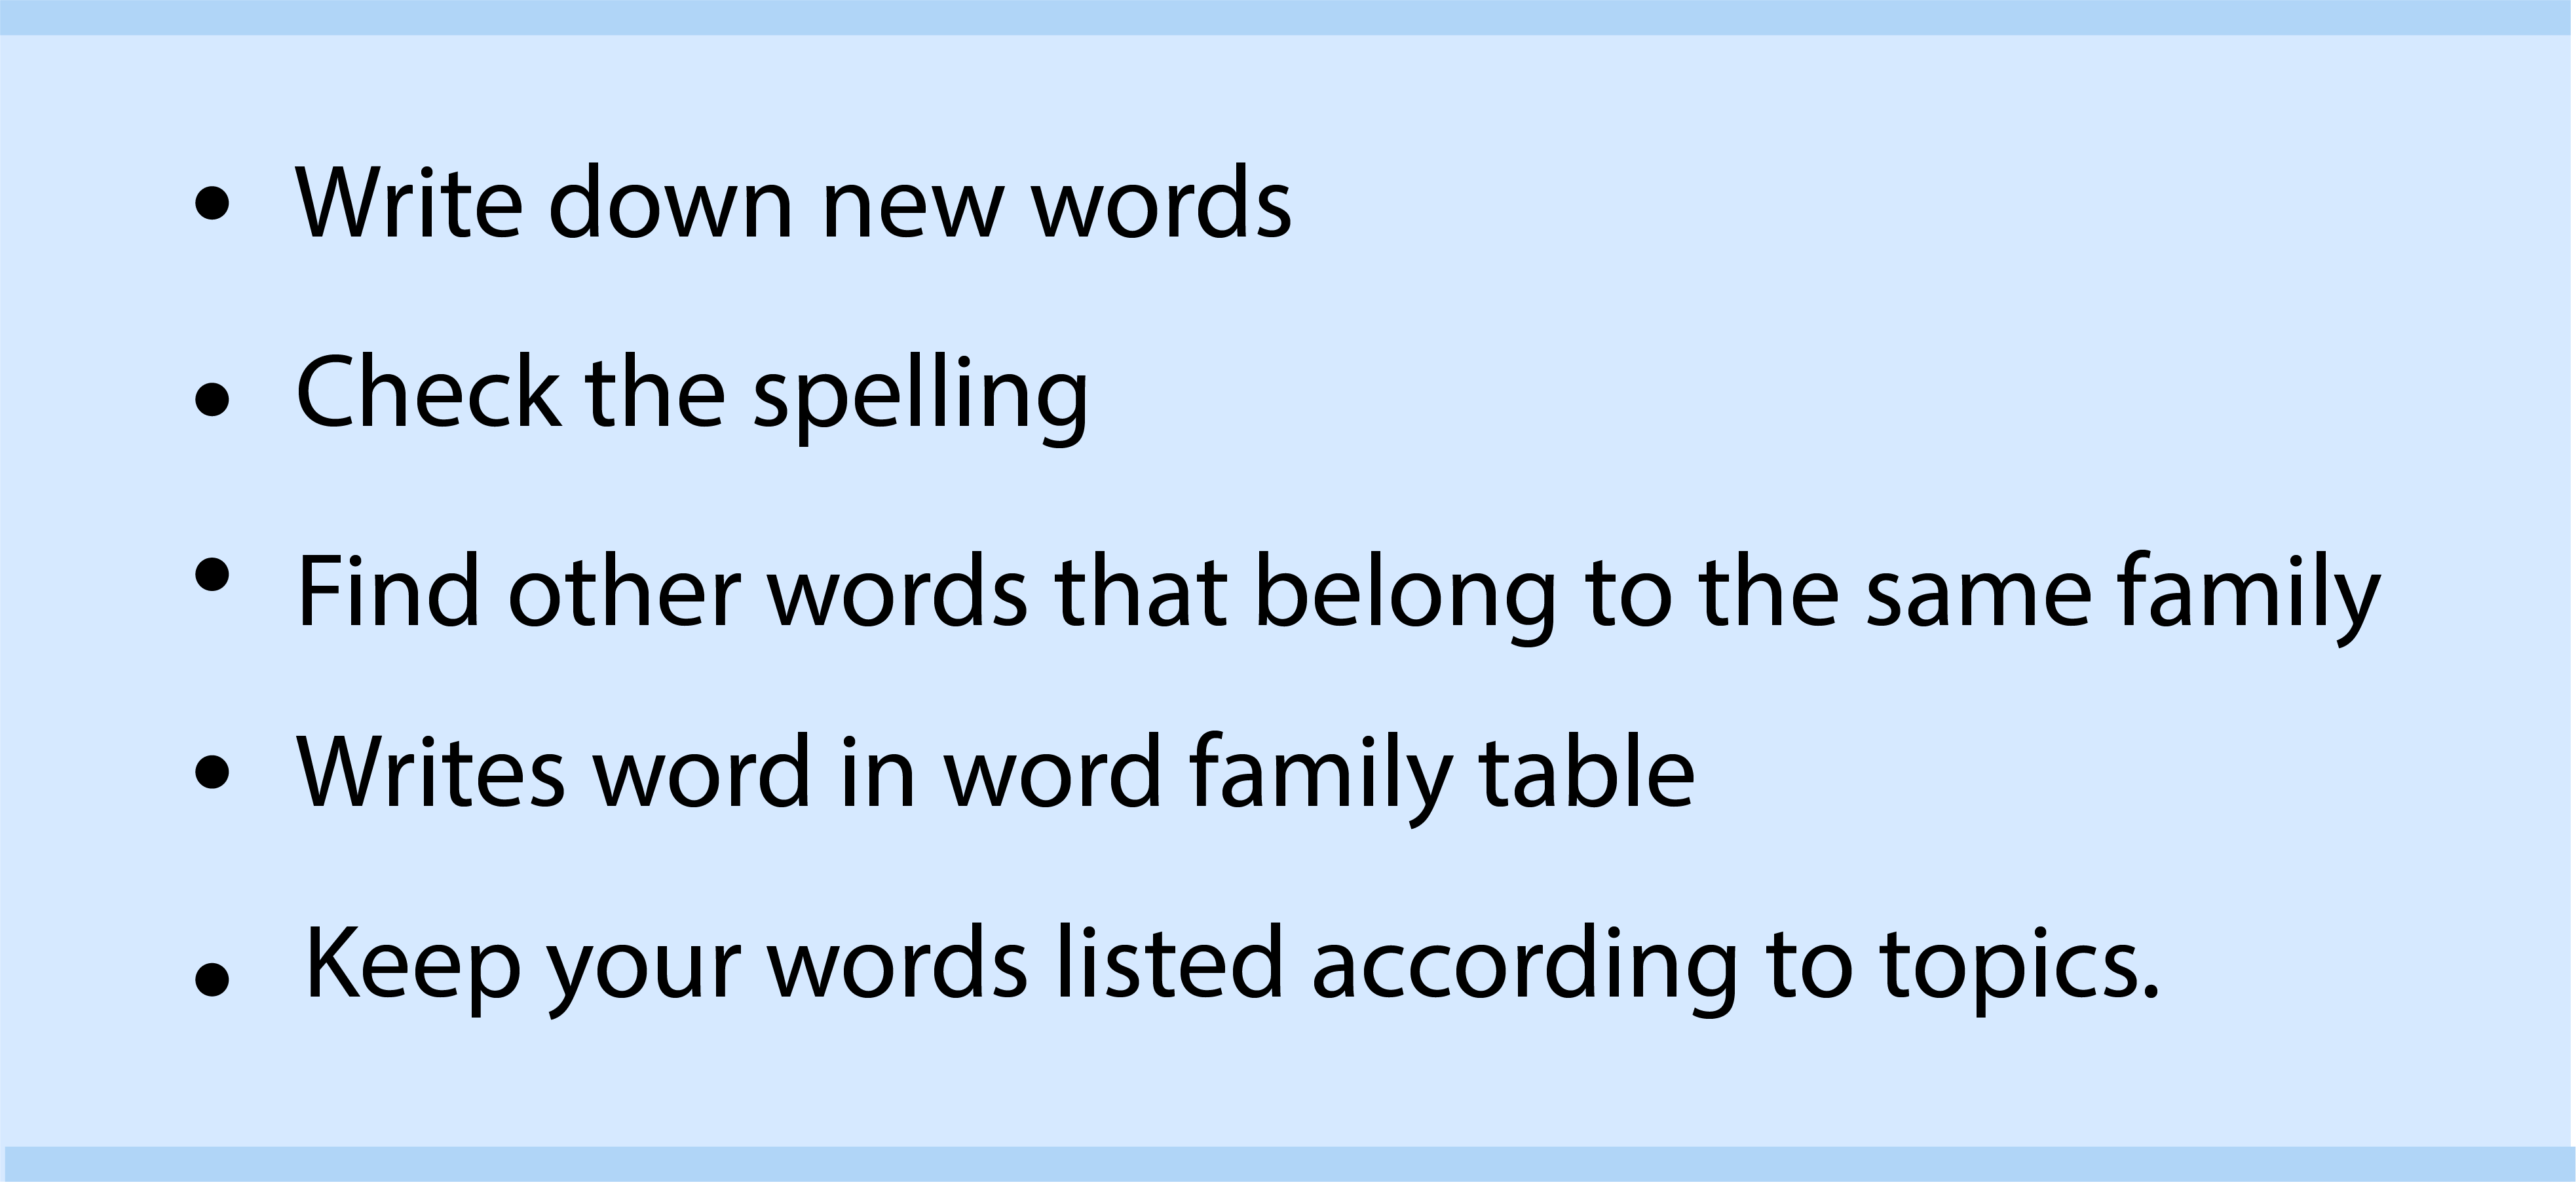 • Write down new words
• Check the spelling
• Find other words that belong to the same family
• Writes word in word family table
• Keep your words listed according to topics.